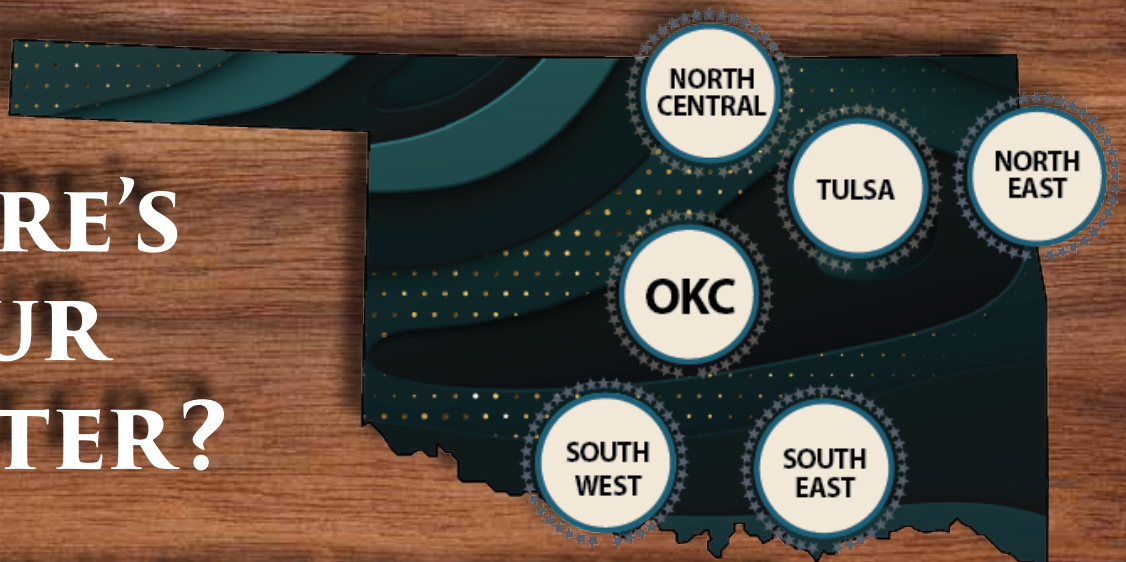 RE'S
UR
TER?
NORTH
CENTRAL
TULSA
NORTH
EAST
OKC
SOUTH
WEST
SOUTH
EAST